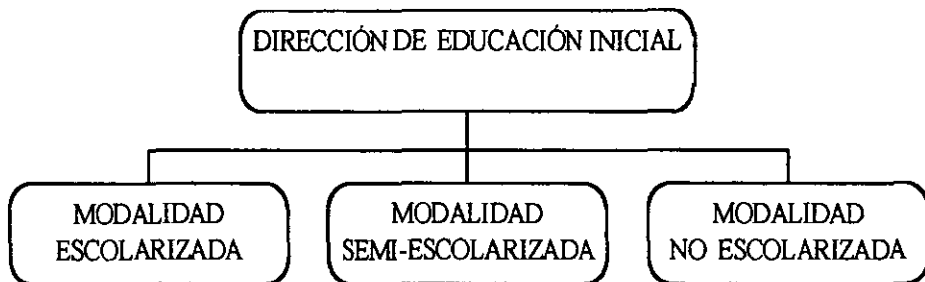 DIRECCIÓN DE EDUCACIÓN INICIAL
MODALIDAD
ESCOLARIZADA
MODALIDAD
SEMI-ESCOLARIZADA
MODALIDAD
NO ESCOLARIZADA